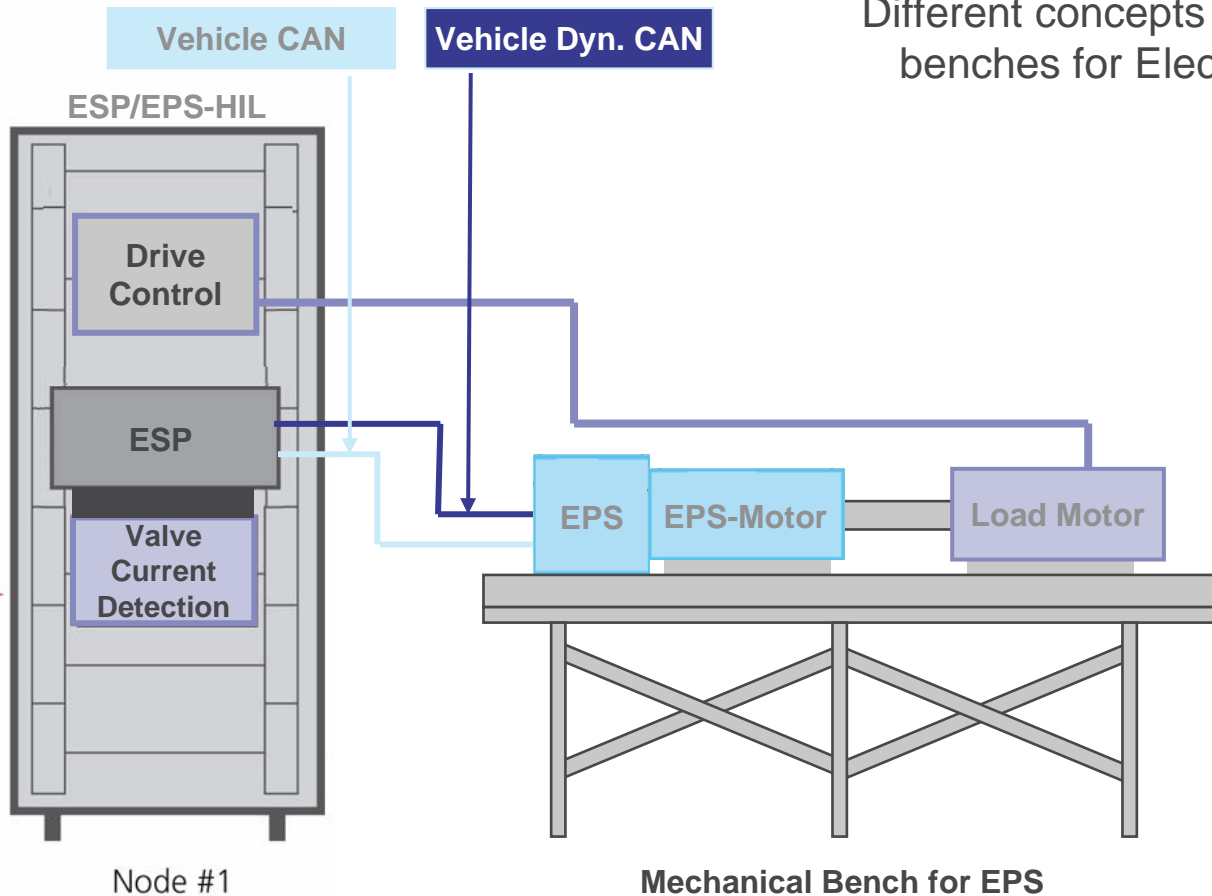 Different concepts
benches for Elec
Vehicle CAN
Vehicle Dyn. CAN
ESP/EPS-HIL
Drive
Control
ESP
Valve
Current
Detection
EPS
EPS-Motor
Load Motor
Node #1
Mechanical Bench for EPS